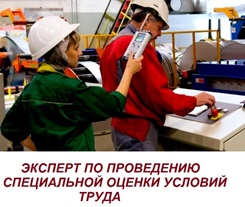 ЭКСПЕРТ ПО ПРОВЕДЕНИЮ
СПЕЦИАЛЬНОЙ ОЦЕНКИ УСЛОВИЙ
ТРУДА